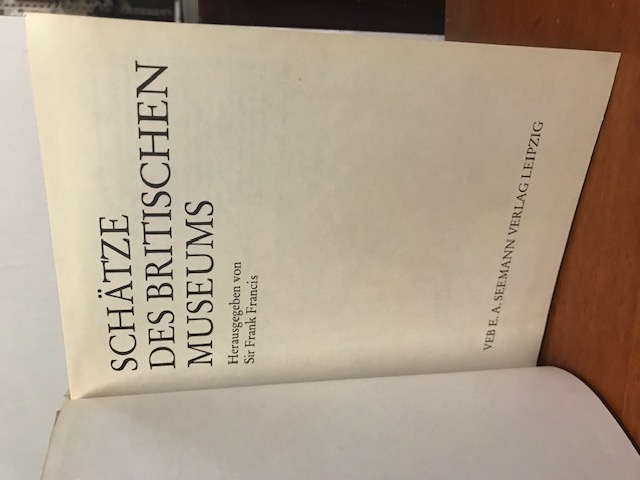 SCHÄTZE
DES BRITISCHEN
MUSEUMS
Herausgegeben von
Sir Frank Francis
VEB E. A. SEEMANN VERLAG LEIPZIG